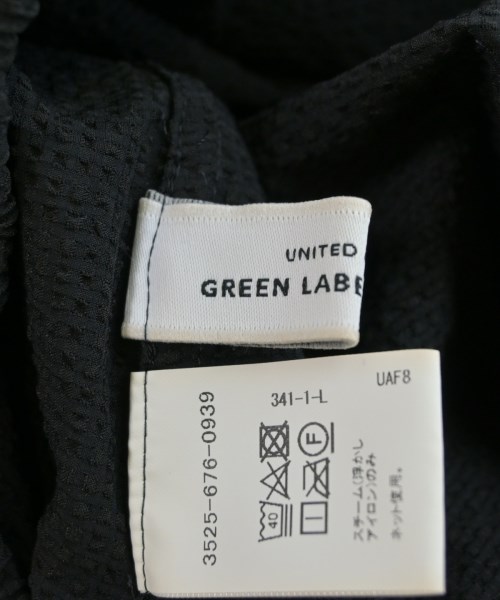 UNITED
GREEN LABE
UAF8
341-1-L
3525-676-0939
40
F
スチーム(浮かし
アイロン)のみ
ネット使用。